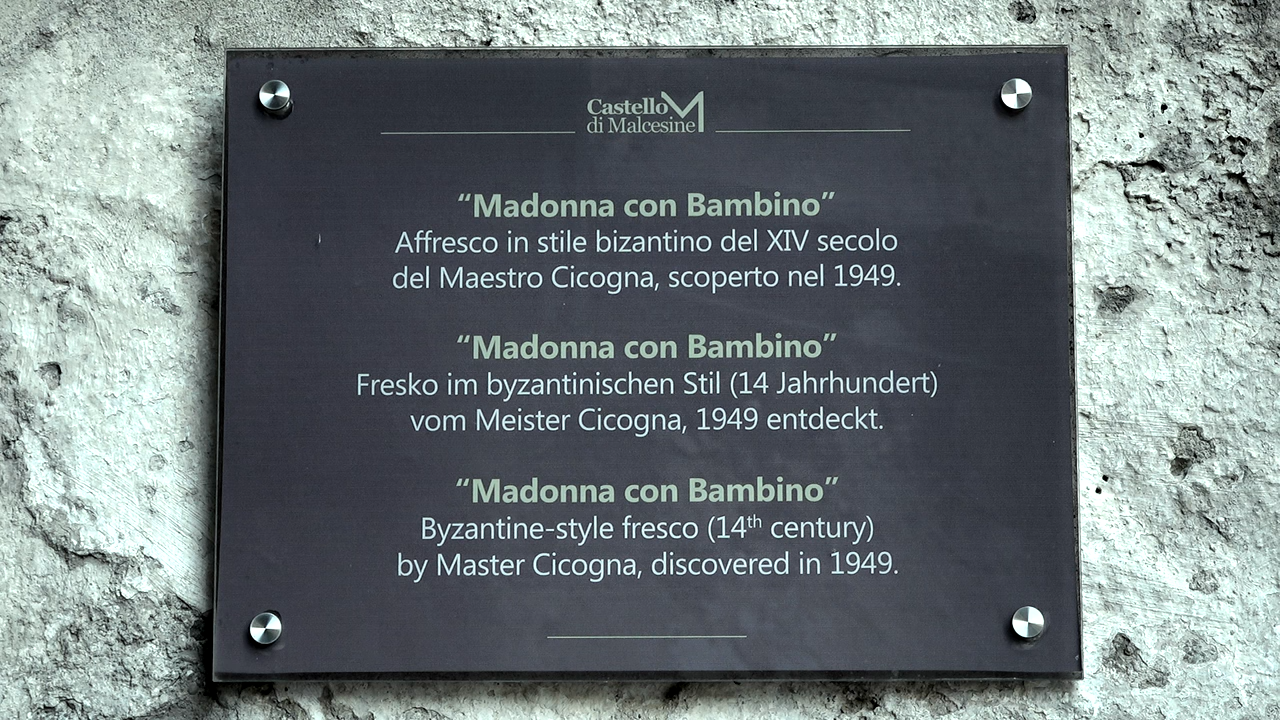 Castello M
di Malcesine
“Madonna con Bambino”
Affresco in stile bizantino del XIV secolo
del Maestro Cicogna, scoperto nel 1949.
“Madonna con Bambino”
Fresko im byzantinischen Stil (14 Jahrhundert)
vom Meister Cicogna, 1949 entdeckt.
“Madonna con Bambino”
Byzantine-style fresco (14th century)
by Master Cicogna, discovered in 1949.